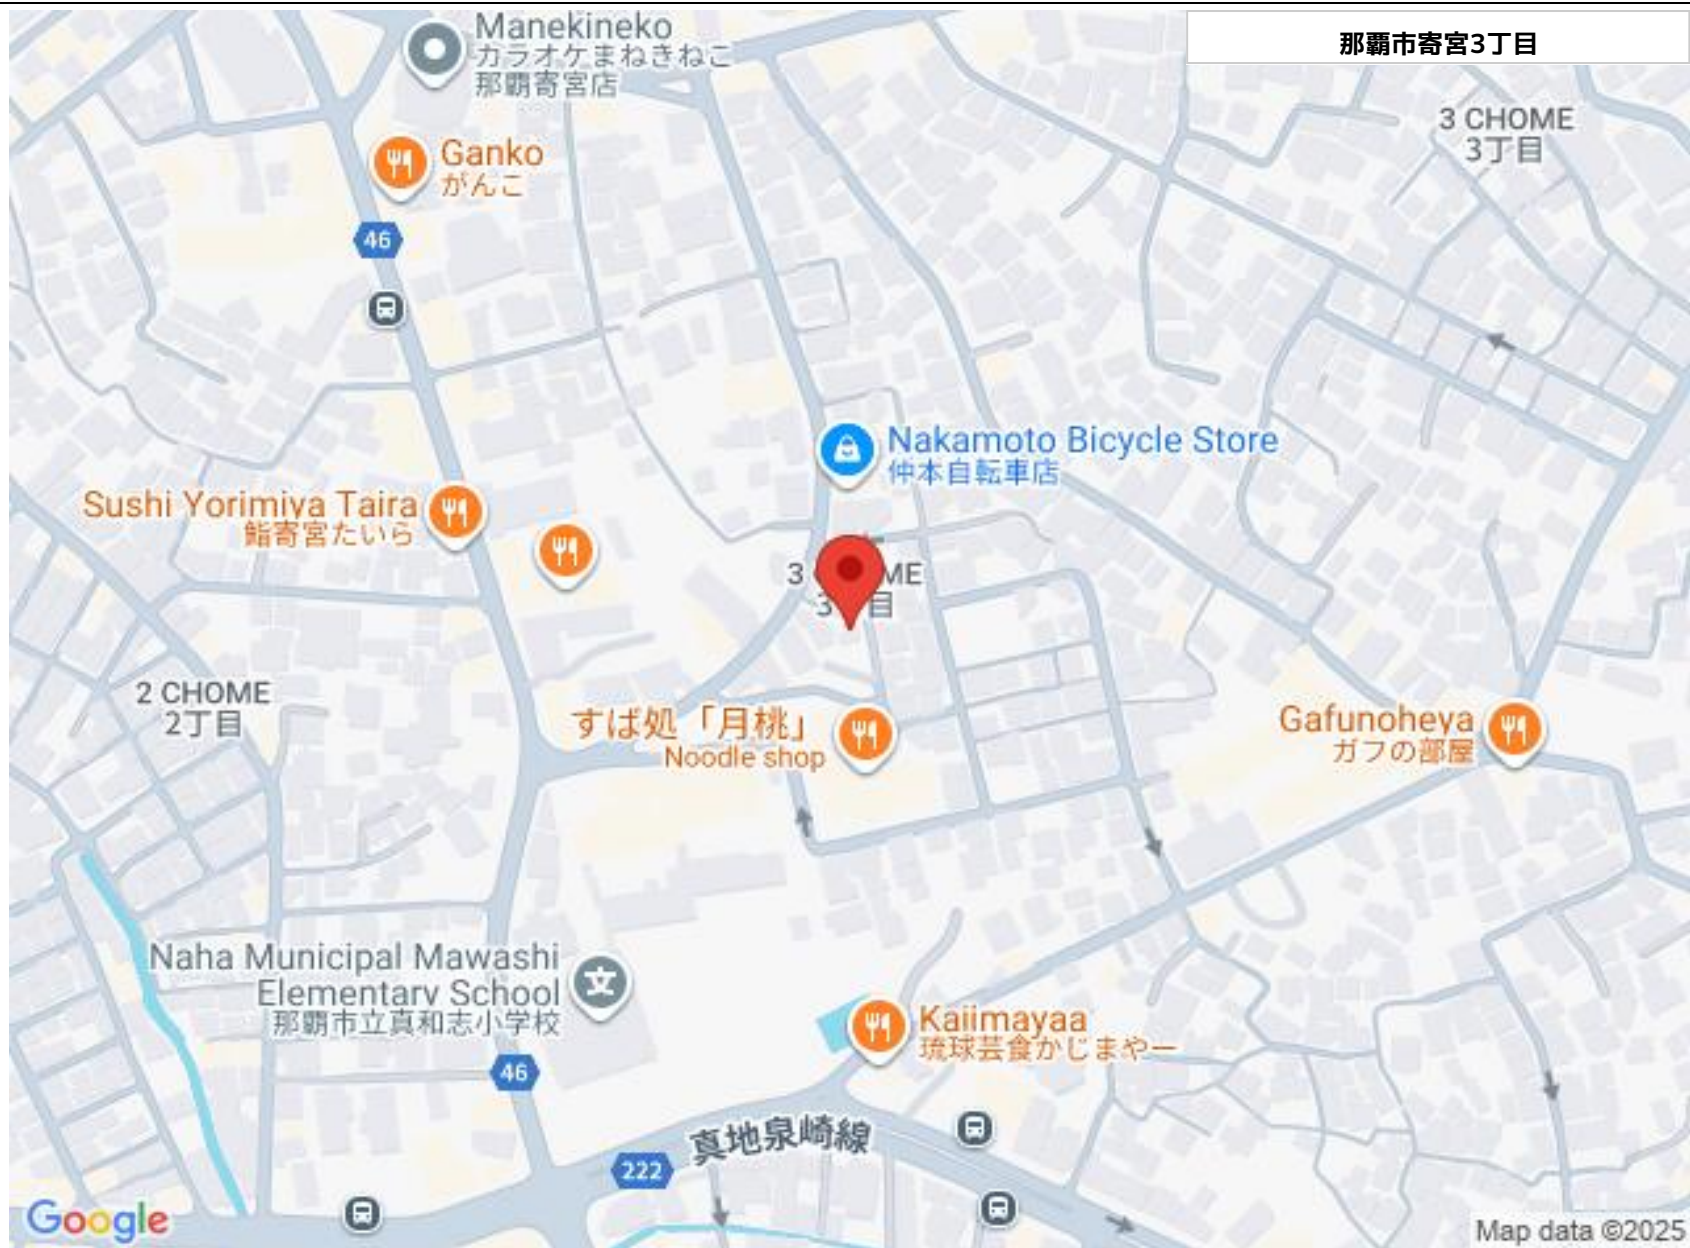 那覇市寄宮3丁目
Manekineko
カラオケまねきねこ
那覇寄宮店
3 CHOME
3丁目
Ganko
がんこ
46
Nakamoto Bicycle Store
仲本自転車店
Sushi Yorimiya Taira
鮨寄宮たいら
3 C ME
3 目
2 CHOME
2丁目
すば処「月桃」
Noodle shop
Gafunoheya
ガフの部屋
Naha Municipal Mawashi
Elementary School
那覇市立真和志小学校
文
Kajimayaa
琉球芸食かじまやー
46
真地泉崎線
222
Google
Map data ©2025